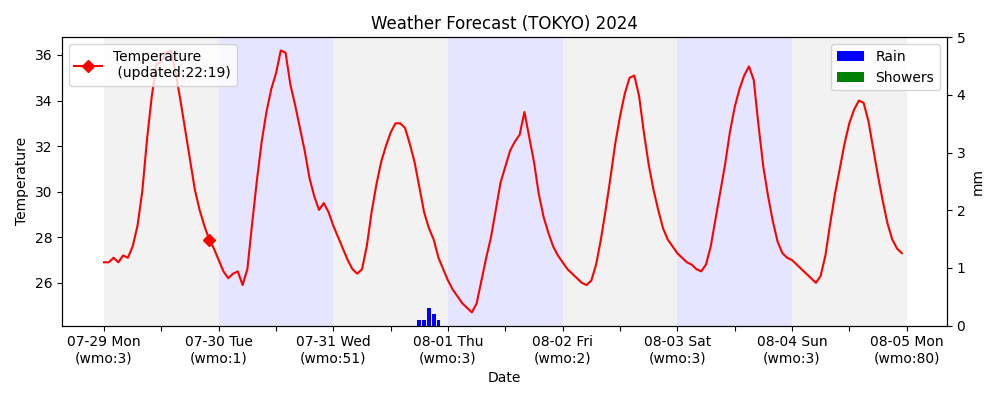 Weather Forecast (TOKYO) 2024
Temperature
(updated:22:19)
Rain
Showers
Temperature
36
34
32
30
28
26
5
4
3
2
1
0
mm
07-29 Mon
(wmo:3)
07-30 Tue
(wmo:1)
07-31 Wed
(wmo:51)
08-01 Thu
(wmo:3)
08-02 Fri
(wmo:2)
08-03 Sat
(wmo:3)
08-04 Sun
(wmo:3)
08-05 Mon
(wmo:80)
Date